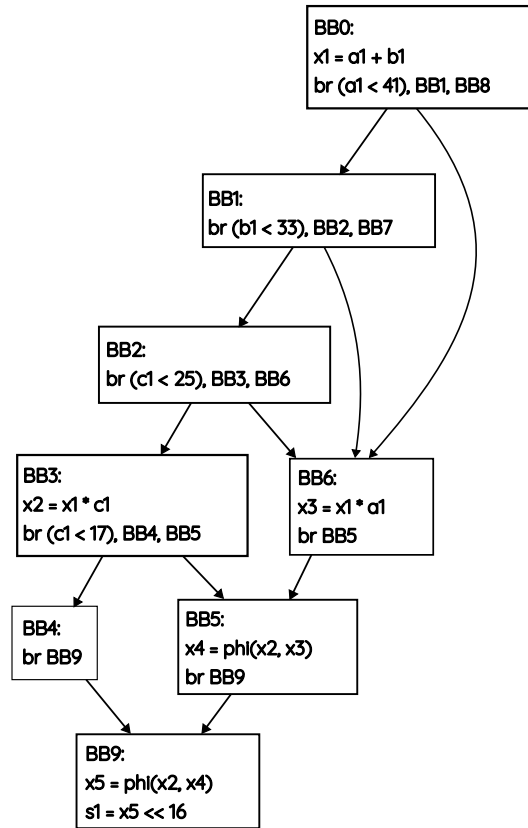 BB0:
x1 = a1 + b1
br (a1 < 41), BB1, BB8
BB1:
br (b1 < 33), BB2, BB7
BB2:
br (c1 < 25), BB3, BB6
BB3:
x2 = x1 * c1
br (c1 < 17), BB4, BB5
BB6:
x3 = x1 * a1
br BB5
BB4:
br BB9
BB5:
x4 = phi(x2, x3)
br BB9
BB9:
x5 = phi(x2, x4)
s1 = x5 << 16